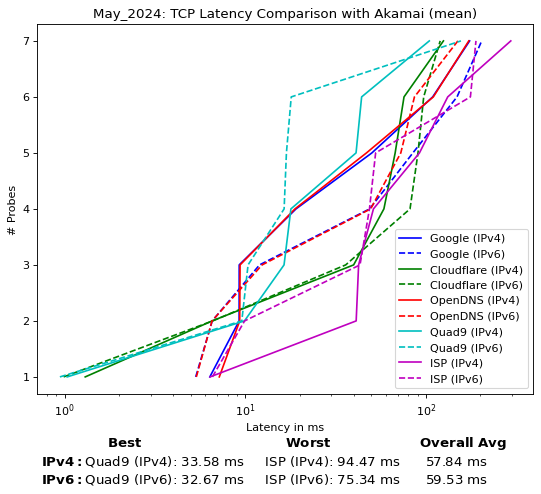 May_2024: TCP Latency Comparison with Akamai (mean)
# Probes
7
6
5
4
3
2
1
Google (IPv4)
Google (IPv6)
Cloudflare (IPv4)
Cloudflare (IPv6)
OpenDNS (IPv4)
OpenDNS (IPv6)
Quad9 (IPv4)
Quad9 (IPv6)
ISP (IPv4)
ISP (IPv6)
10⁰ 10¹ 10²
Latency in ms
Best Worst Overall Avg
IPv4: Quad9 (IPv4): 33.58 ms ISP (IPv4): 94.47 ms 57.84 ms
IPv6: Quad9 (IPv6): 32.67 ms ISP (IPv6): 75.34 ms 59.53 ms